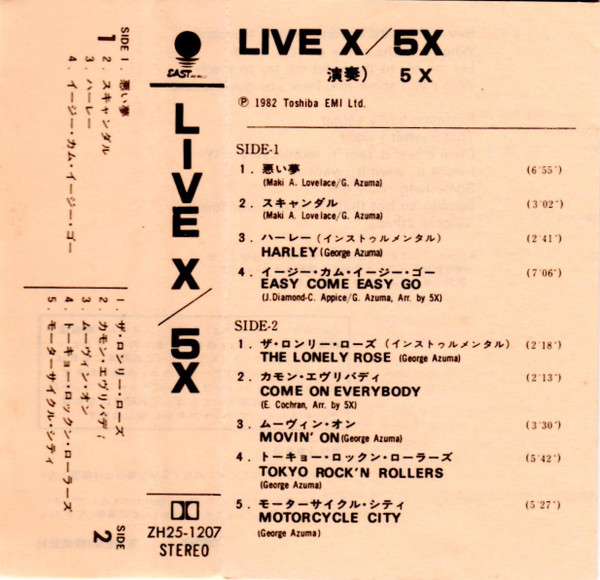 SIDE 1
1. 悪い夢
2. スキャンダル
3. ハーレー
4. イージー・カム・イージー・ゴー
1. ザ・ロンリー・ローズ
2. カモン・エヴリバディ
3. ムーヴィン・オン
4. トーキョー・ロックン・ローラーズ
5. モーターサイクル・シティ
SIDE 2
EAST
LIVE X/5X
ZH25-1207
STEREO
LIVE X/5X
演奏) 5X
Ⓟ 1982 Toshiba EMI Ltd.
SIDE-1
1. 悪い夢 (6'55")
(Maki A. Lovelace/G. Azuma)
2. スキャンダル (3'02")
(Maki A. Lovelace/G. Azuma)
3. ハーレー(インストゥルメンタル) (2'41")
HARLEY (George Azuma)
4. イージー・カム・イージー・ゴー (7'06")
EASY COME EASY GO
(J.Diamond-C. Appice/G. Azuma, Arr. by 5X)
SIDE-2
1. ザ・ロンリー・ローズ (インストゥルメンタル) (2'18")
THE LONELY ROSE (George Azuma)
2. カモン・エヴリバディ (2'13")
COME ON EVERYBODY
(E. Cochran, Arr. by 5X)
3. ムーヴィン・オン (3'30")
MOVIN' ON (George Azuma)
4. トーキョー・ロックン・ローラーズ (5'42")
TOKYO ROCK'N ROLLERS
(George Azuma)
5. モーターサイクル・シティ (5'27")
MOTORCYCLE CITY
(George Azuma)